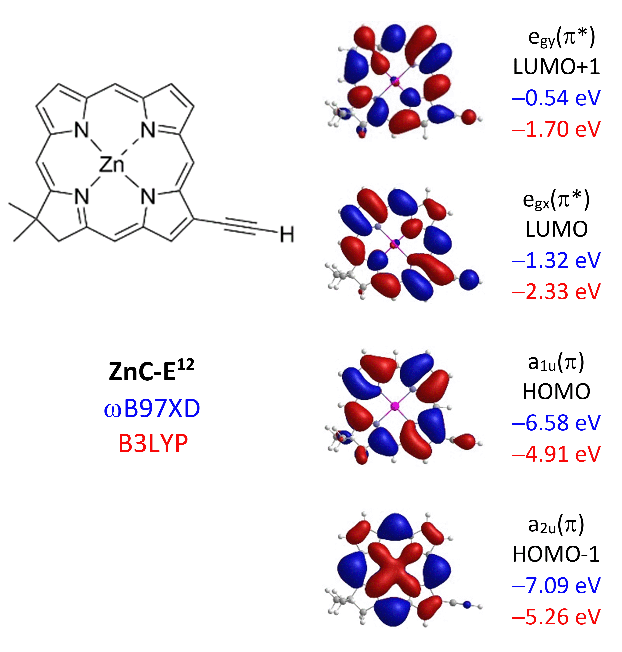 N
N
Zn
N
N
H
ZnC-E¹²
ωB97XD
B3LYP
e_gy(π*)
LUMO+1
−0.54 eV
−1.70 eV
e_gx(π*)
LUMO
−1.32 eV
−2.33 eV
a_1u(π)
HOMO
−6.58 eV
−4.91 eV
a_2u(π)
HOMO-1
−7.09 eV
−5.26 eV